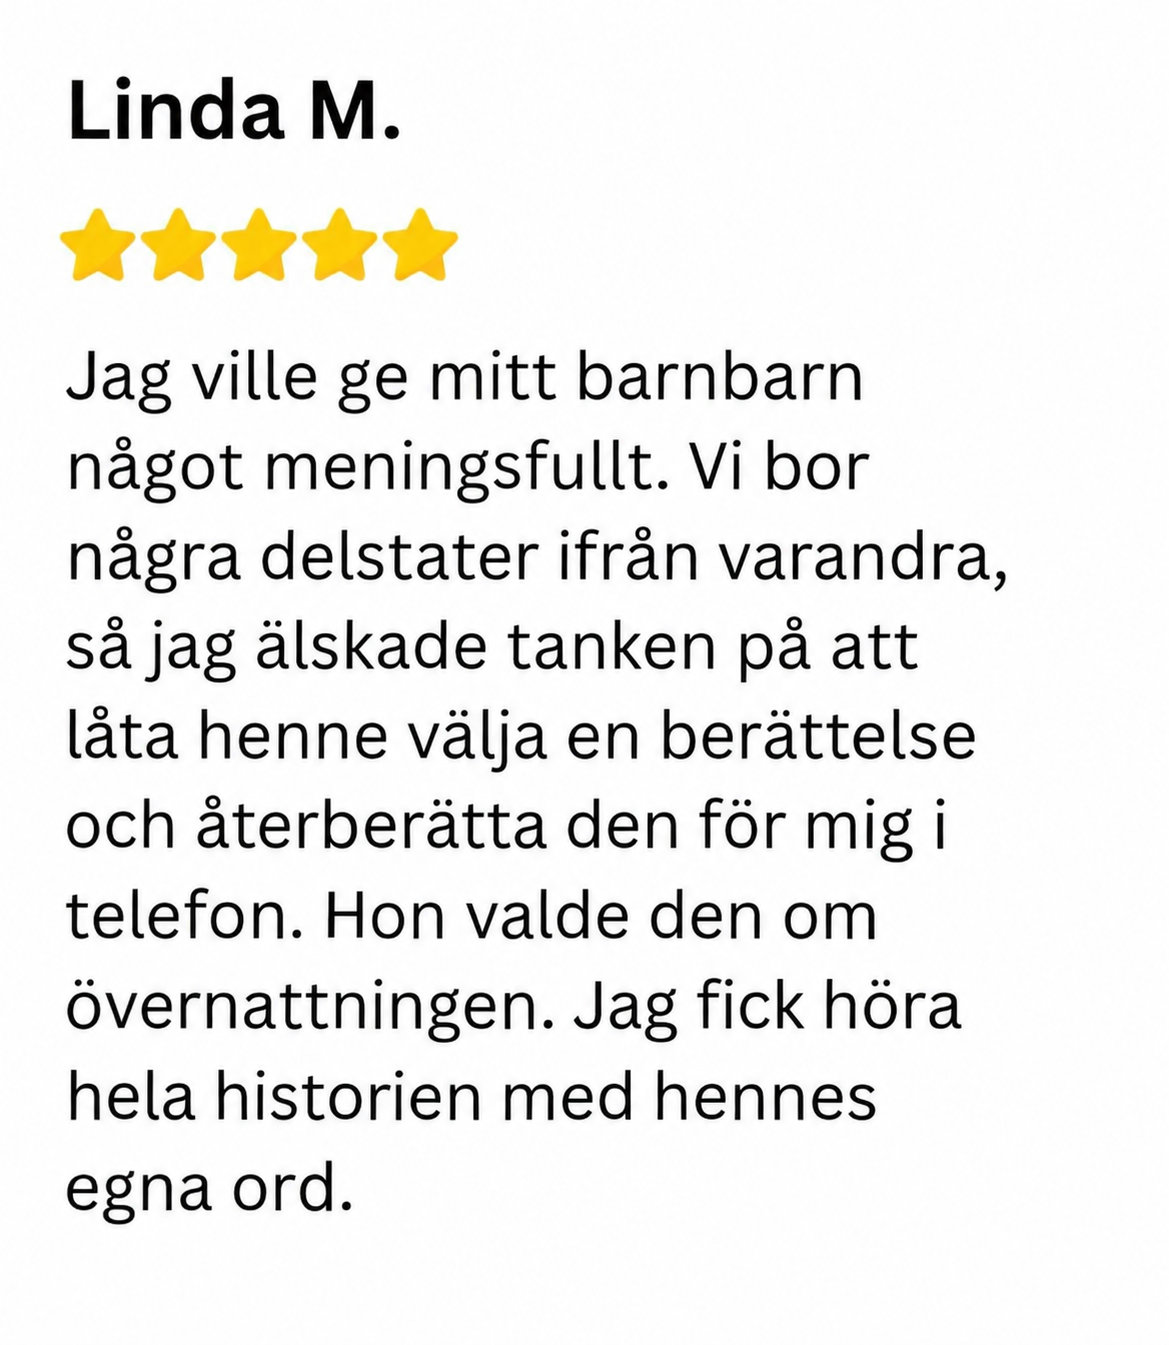 Linda M.
Jag ville ge mitt barnbarn
något meningsfullt. Vi bor
några delstater ifrån varandra,
så jag älskade tanken på att
låta henne välja en berättelse
och återberätta den för mig i
telefon. Hon valde den om
övernattningen. Jag fick höra
hela historien med hennes
egna ord.